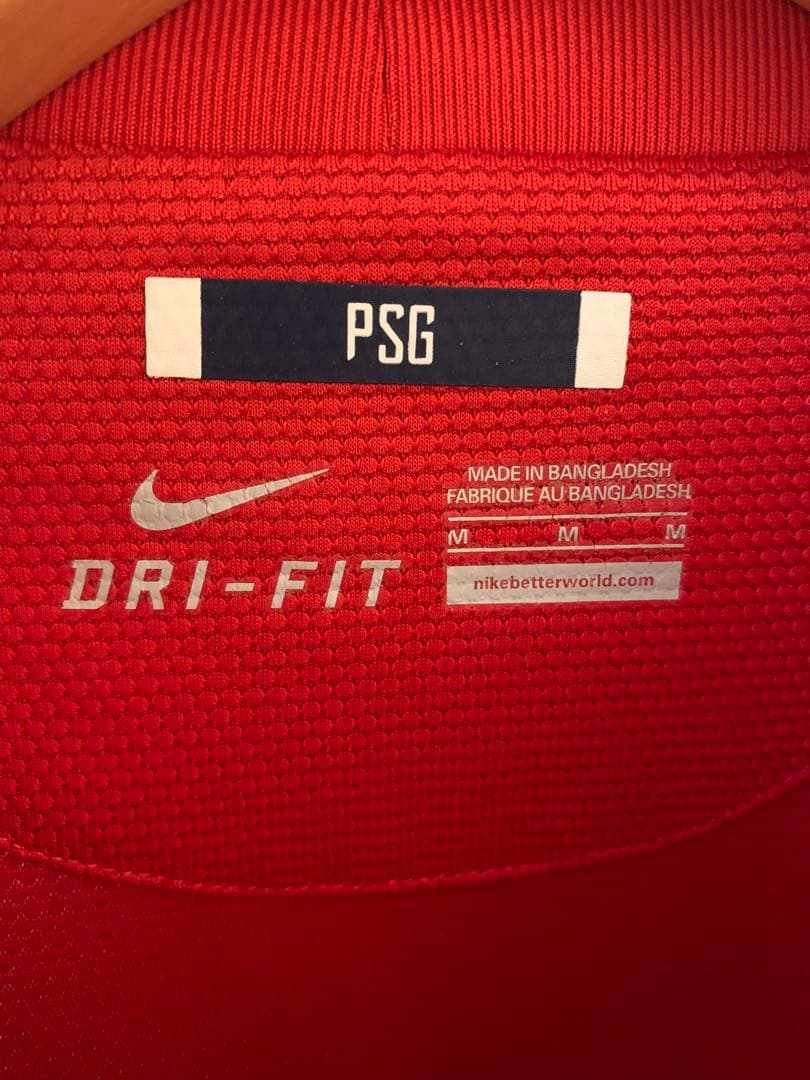 PSG
DRI-FIT
MADE IN BANGLADESH
FABRIQUE AU BANGLADESH
M M M
nikebetterworld.com